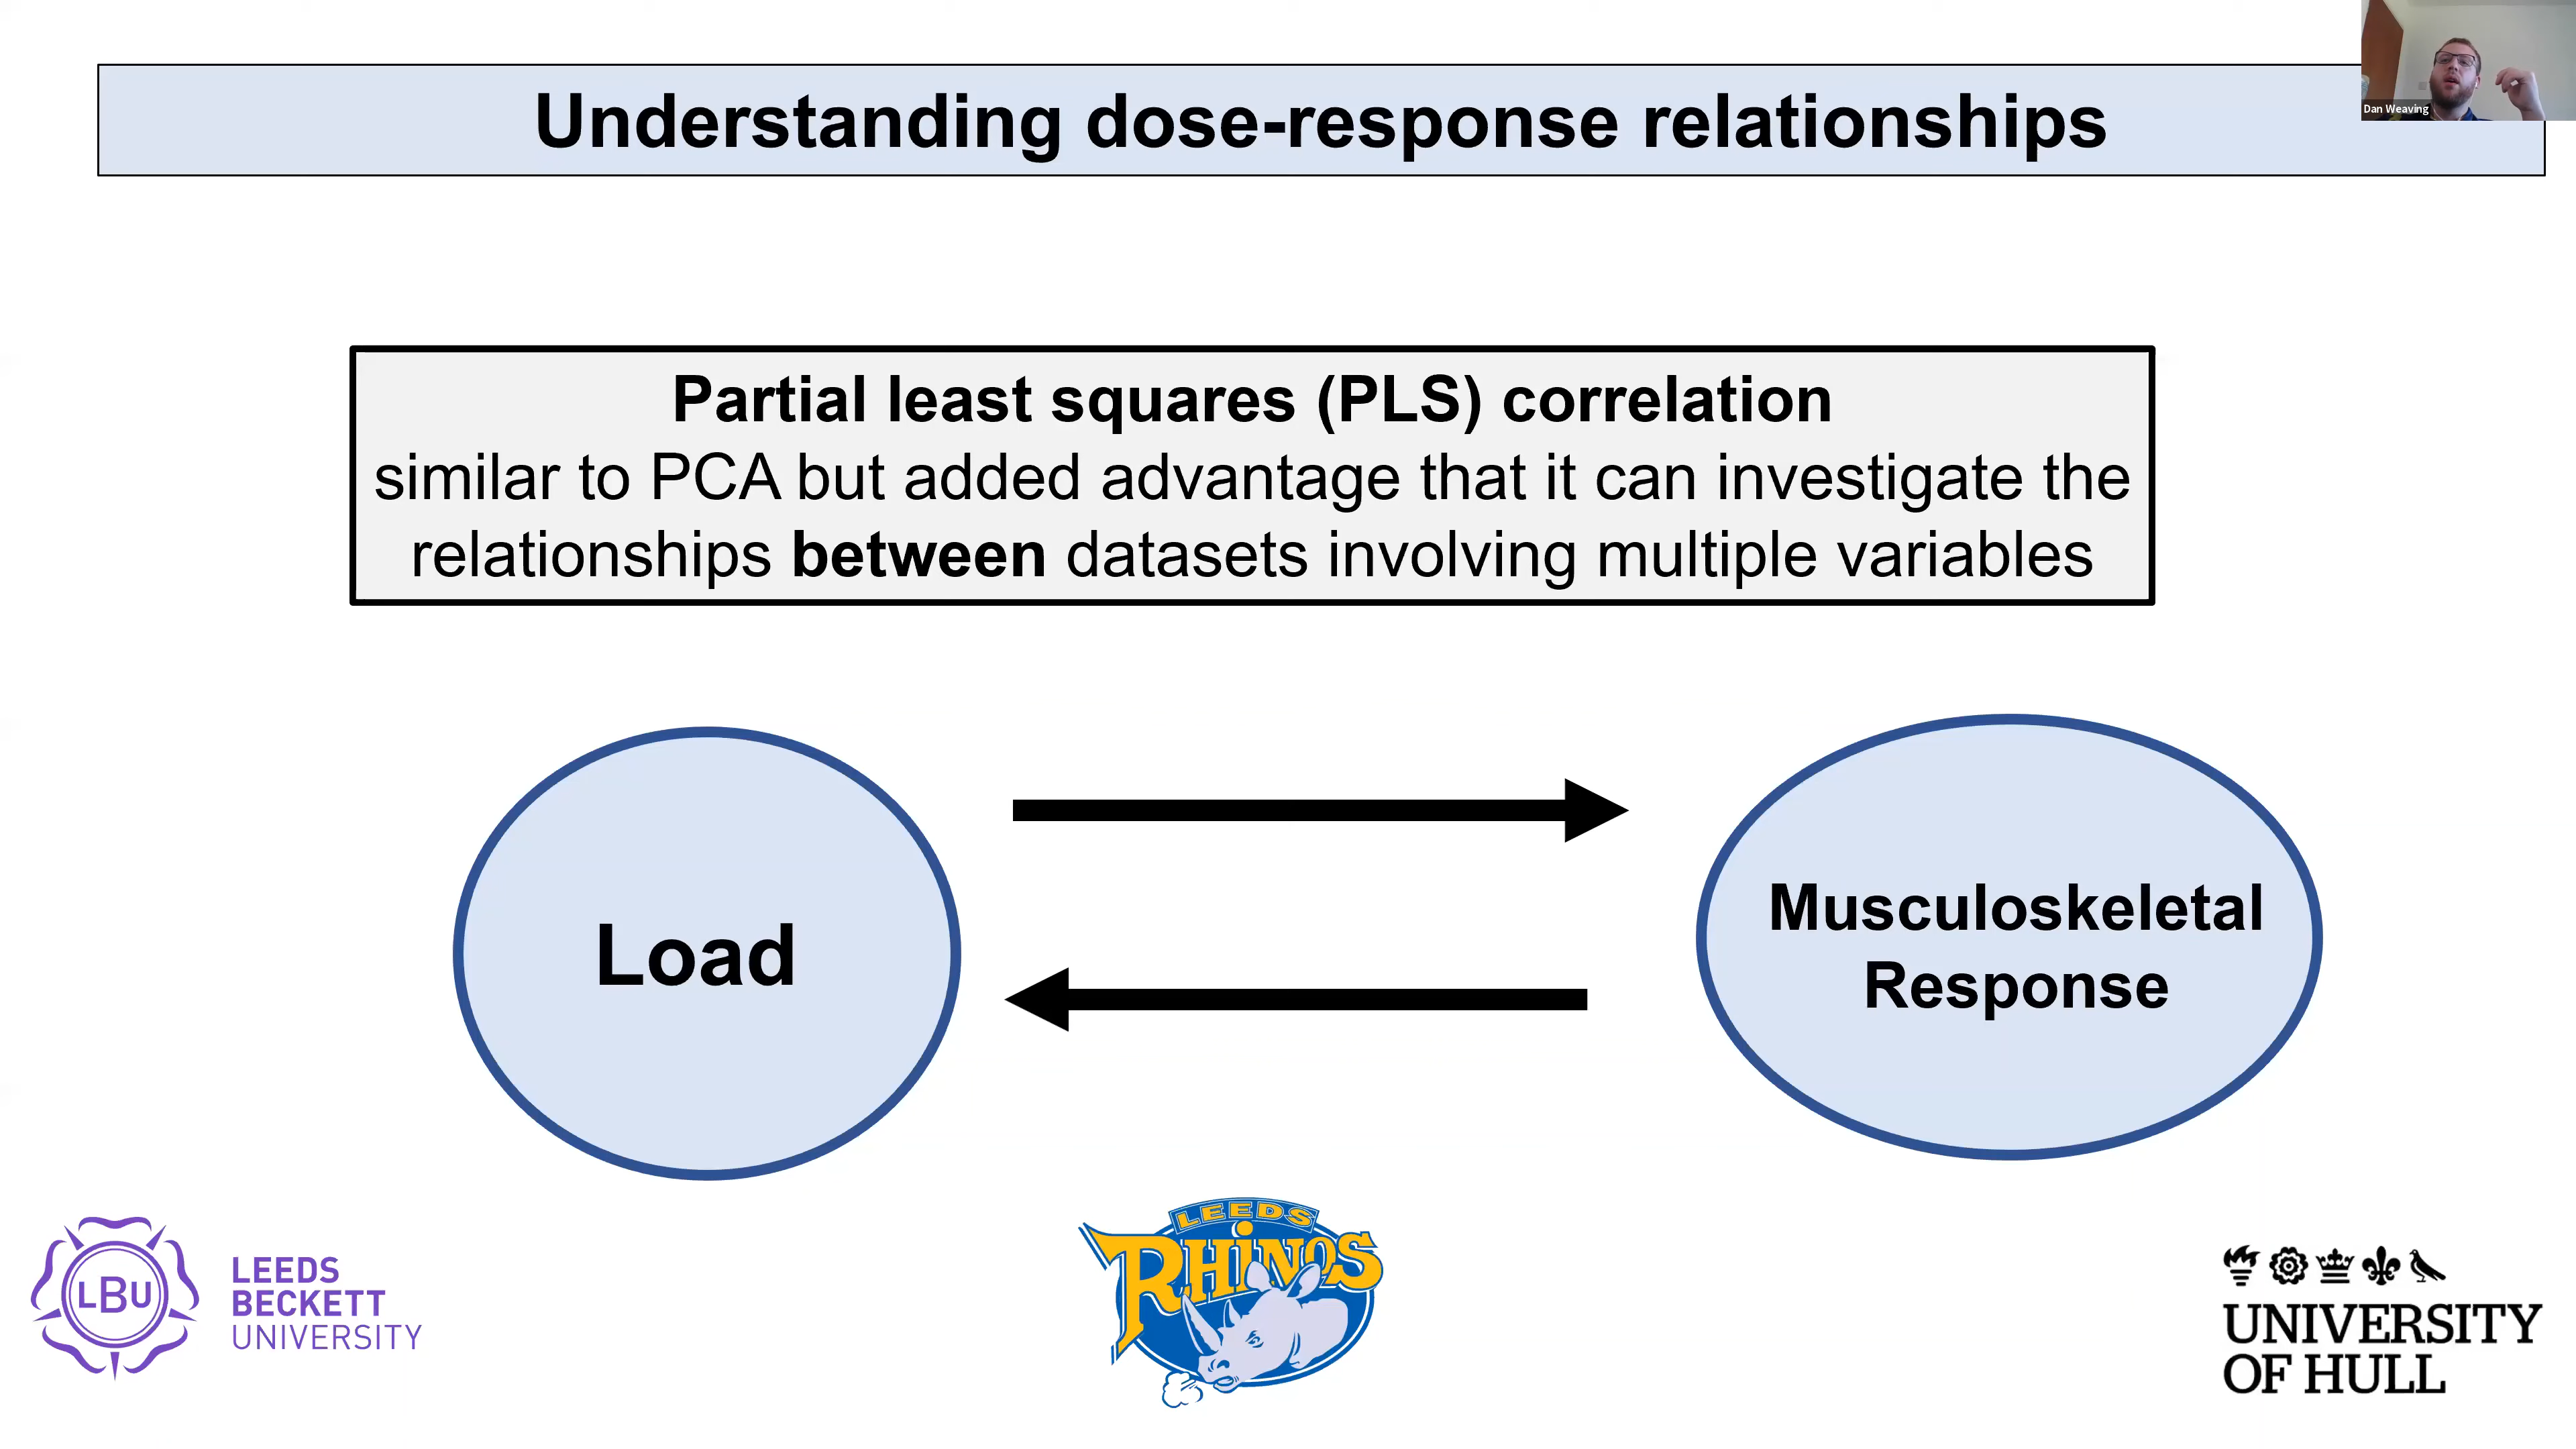 Understanding dose-response relationships
Dan Weaving
Partial least squares (PLS) correlation
similar to PCA but added advantage that it can investigate the
relationships between datasets involving multiple variables
Load
Musculoskeletal
Response
LBU
LEEDS
BECKETT
UNIVERSITY
LEEDS
RHINOS
UNIVERSITY
OF HULL